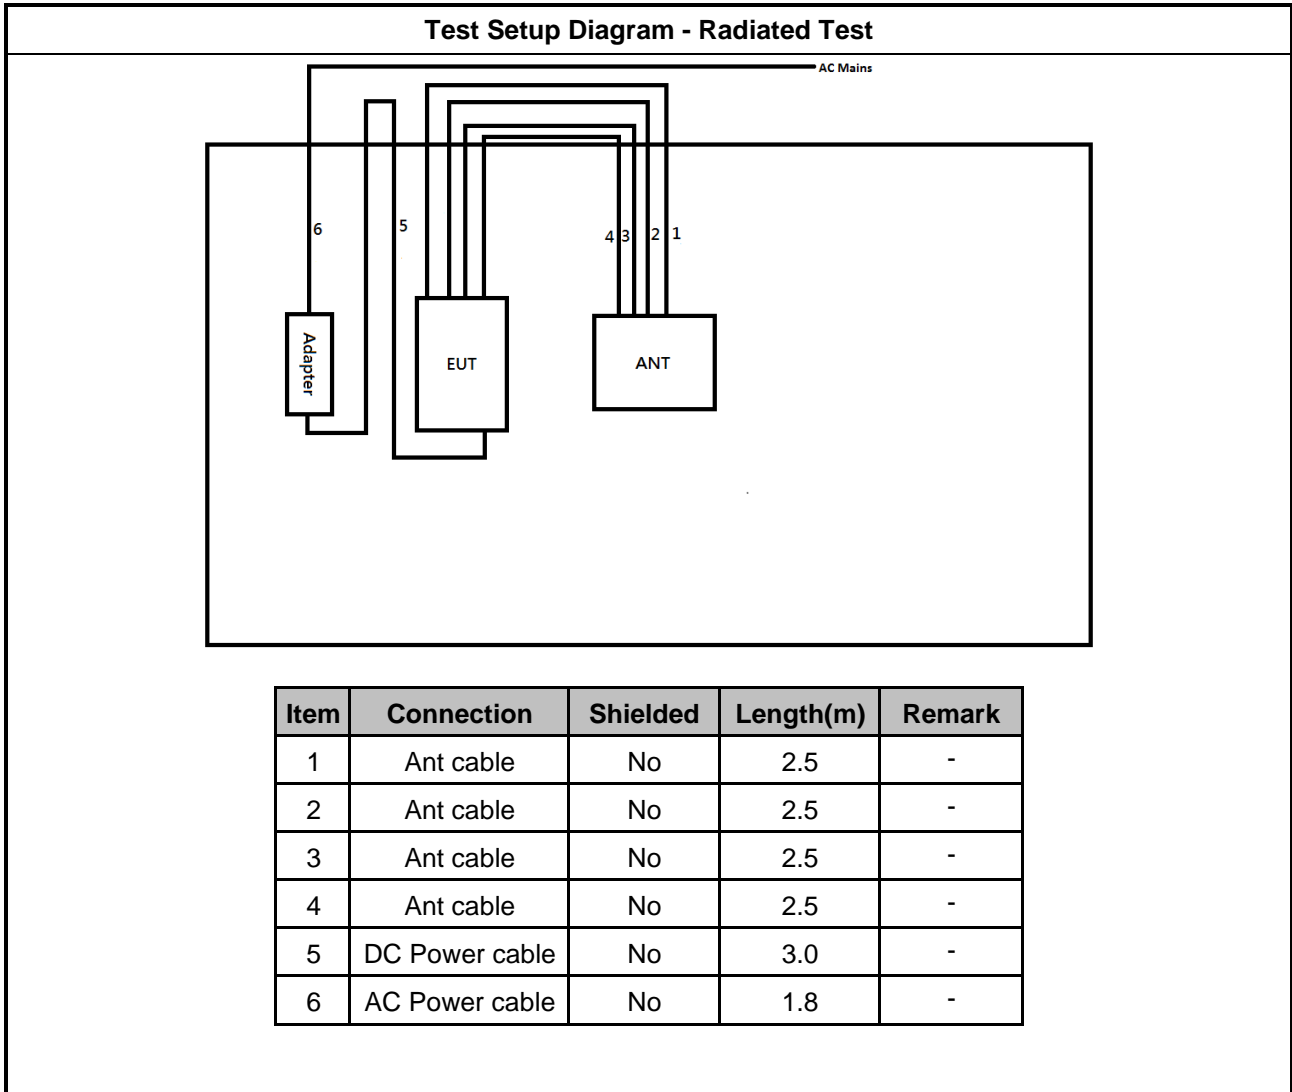 Test Setup Diagram - Radiated Test
AC Mains
6
5
4 3 2 1
Adapter
EUT
ANT
Item Connection Shielded Length(m) Remark
1 Ant cable No 2.5 -
2 Ant cable No 2.5 -
3 Ant cable No 2.5 -
4 Ant cable No 2.5 -
5 DC Power cable No 3.0 -
6 AC Power cable No 1.8 -